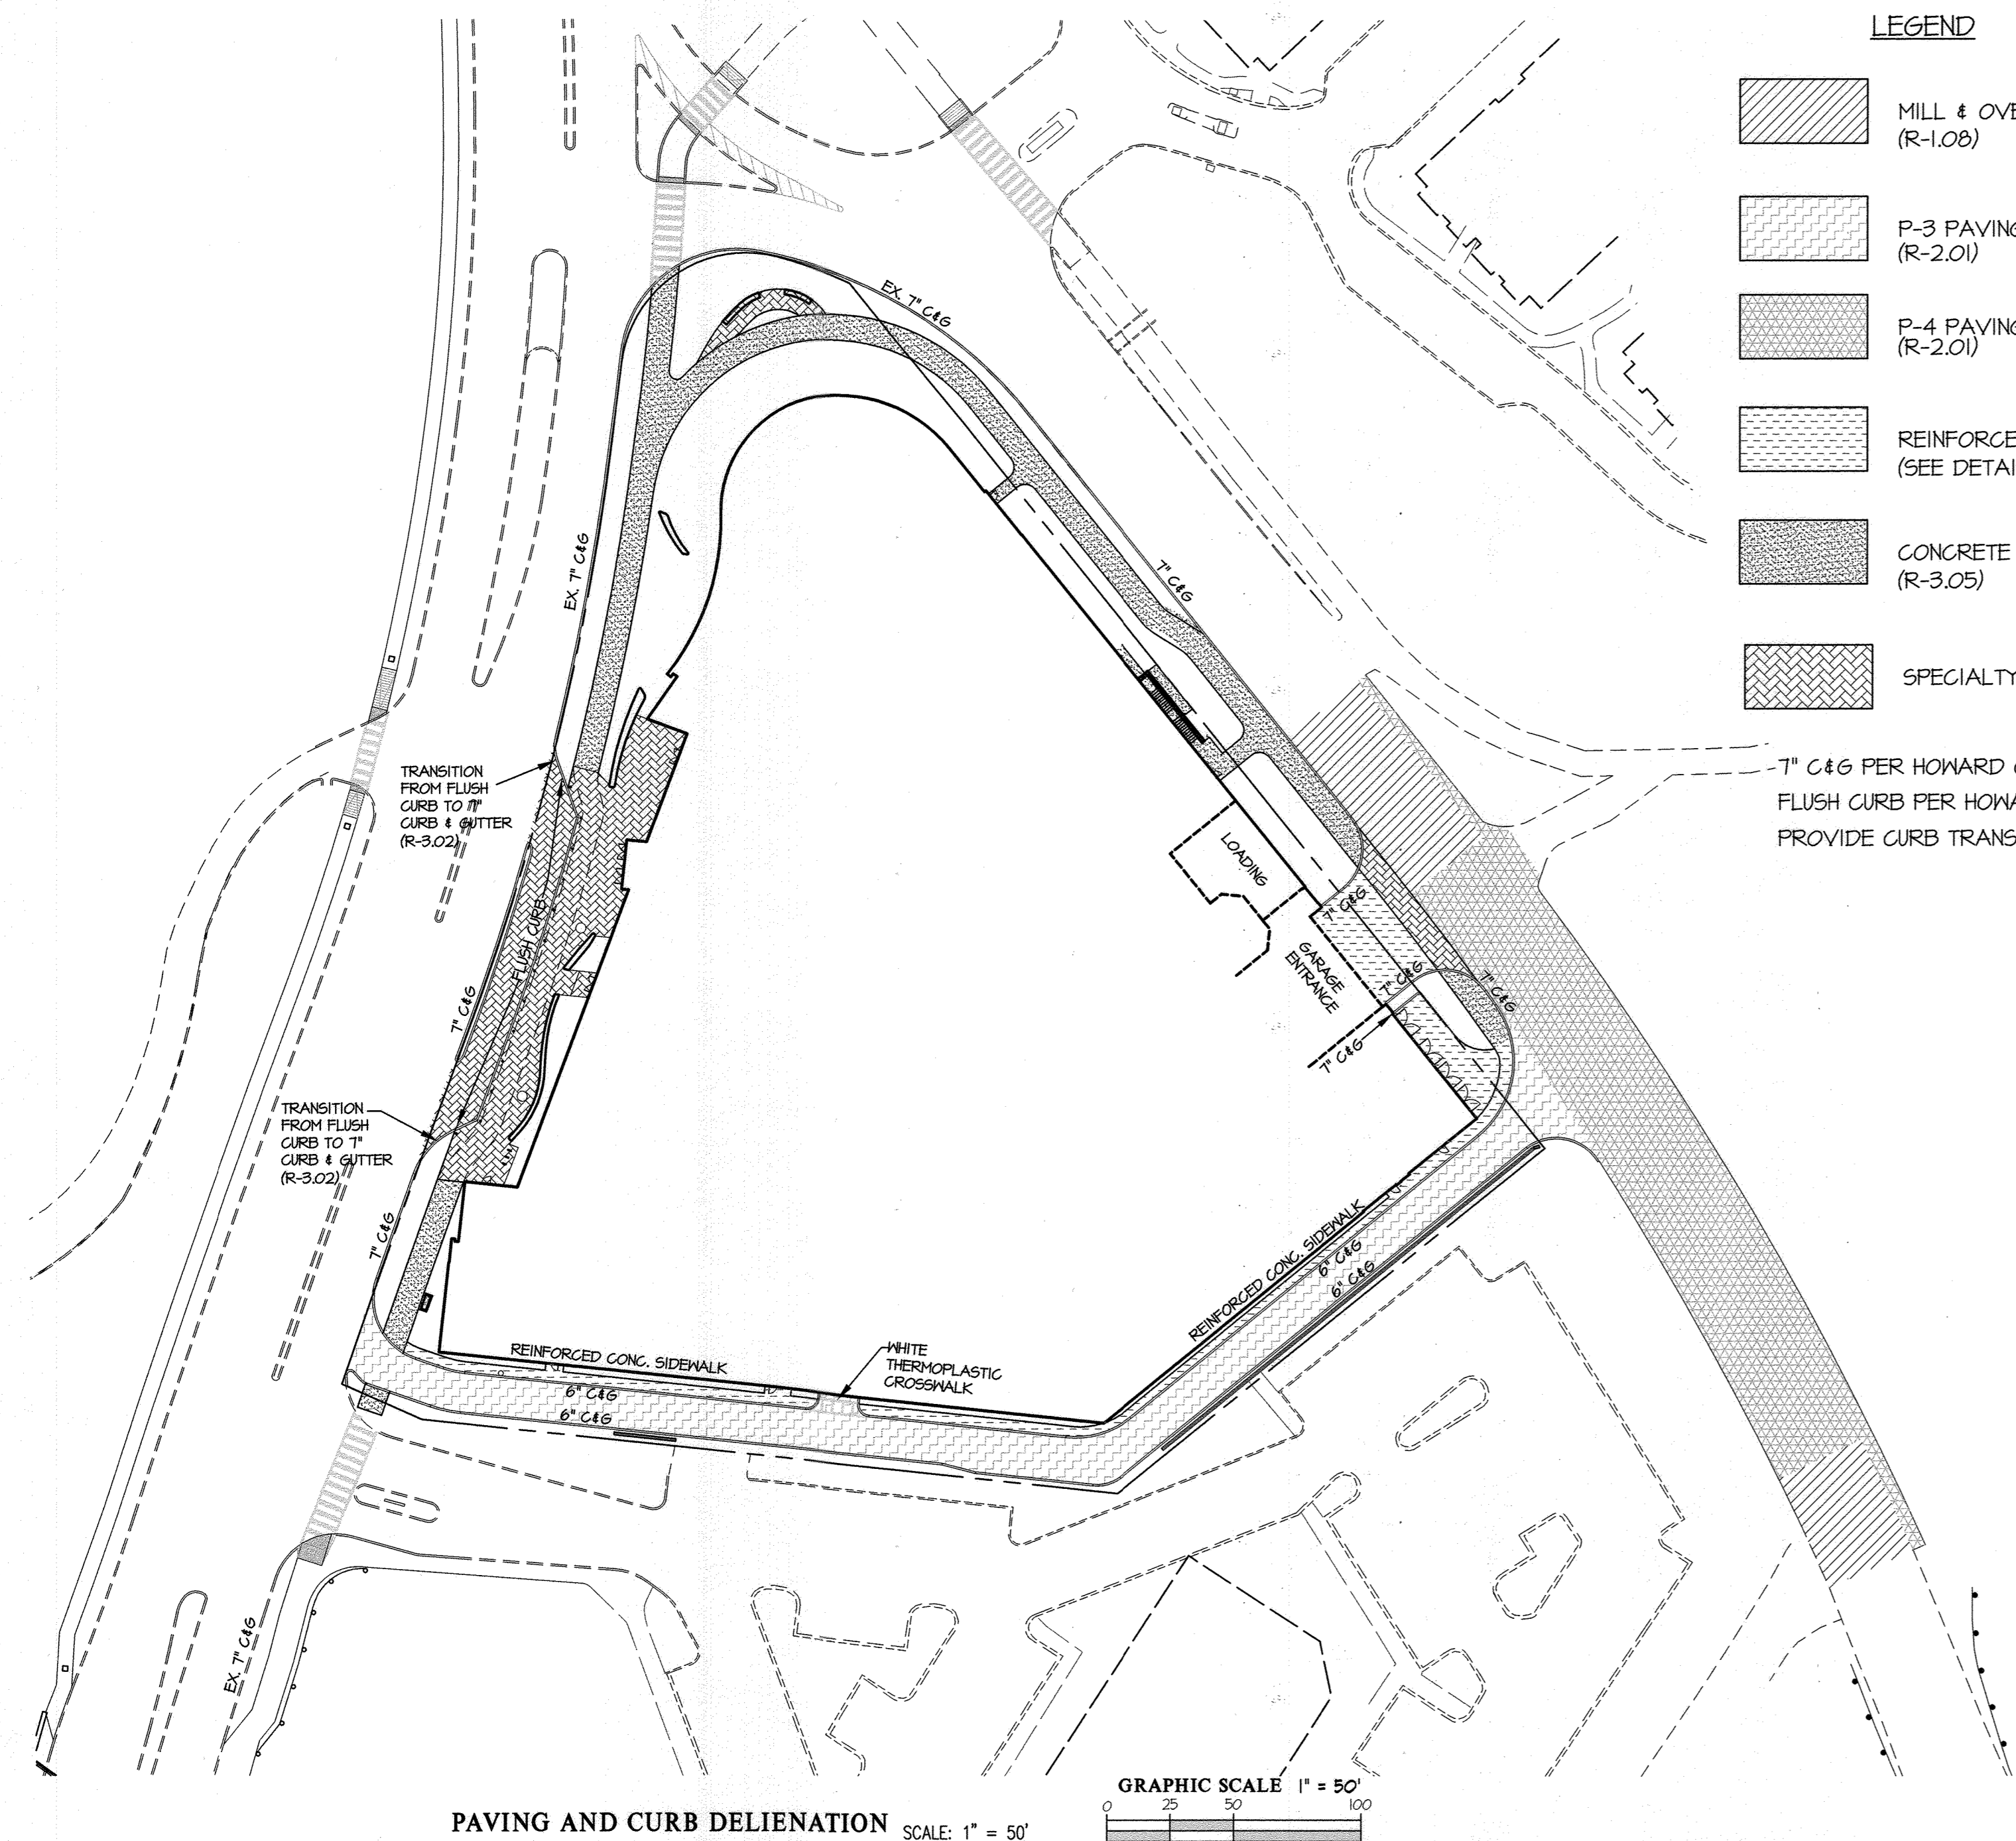 LEGEND
MILL & OVE
(R-1.08)
P-3 PAVING
(R-2.01)
P-4 PAVING
(R-2.01)
REINFORCE
(SEE DETAI
CONCRETE
(R-3.05)
SPECIALTY
7" C&G PER HOWARD
FLUSH CURB PER HOWA
PROVIDE CURB TRANS
EX. 7" C&G
EX. 7" C&G
7" C&G
TRANSITION
FROM FLUSH
CURB TO 7"
CURB & GUTTER
(R-3.02)
LOADING
7" C&G
FLUSH CURB
GARAGE
ENTRANCE
7" C&G
7" C&G
7" C&G
7" C&G
TRANSITION
FROM FLUSH
CURB TO 7"
CURB & GUTTER
(R-3.02)
7" C&G
REINFORCED CONC. SIDEWALK
6" C&G
6" C&G
REINFORCED CONC. SIDEWALK
WHITE
THERMOPLASTIC
CROSSWALK
6" C&G
6" C&G
EX. 7" C&G
GRAPHIC SCALE 1" = 50'
0 25 50 100
PAVING AND CURB DELIENATION SCALE: 1" = 50'